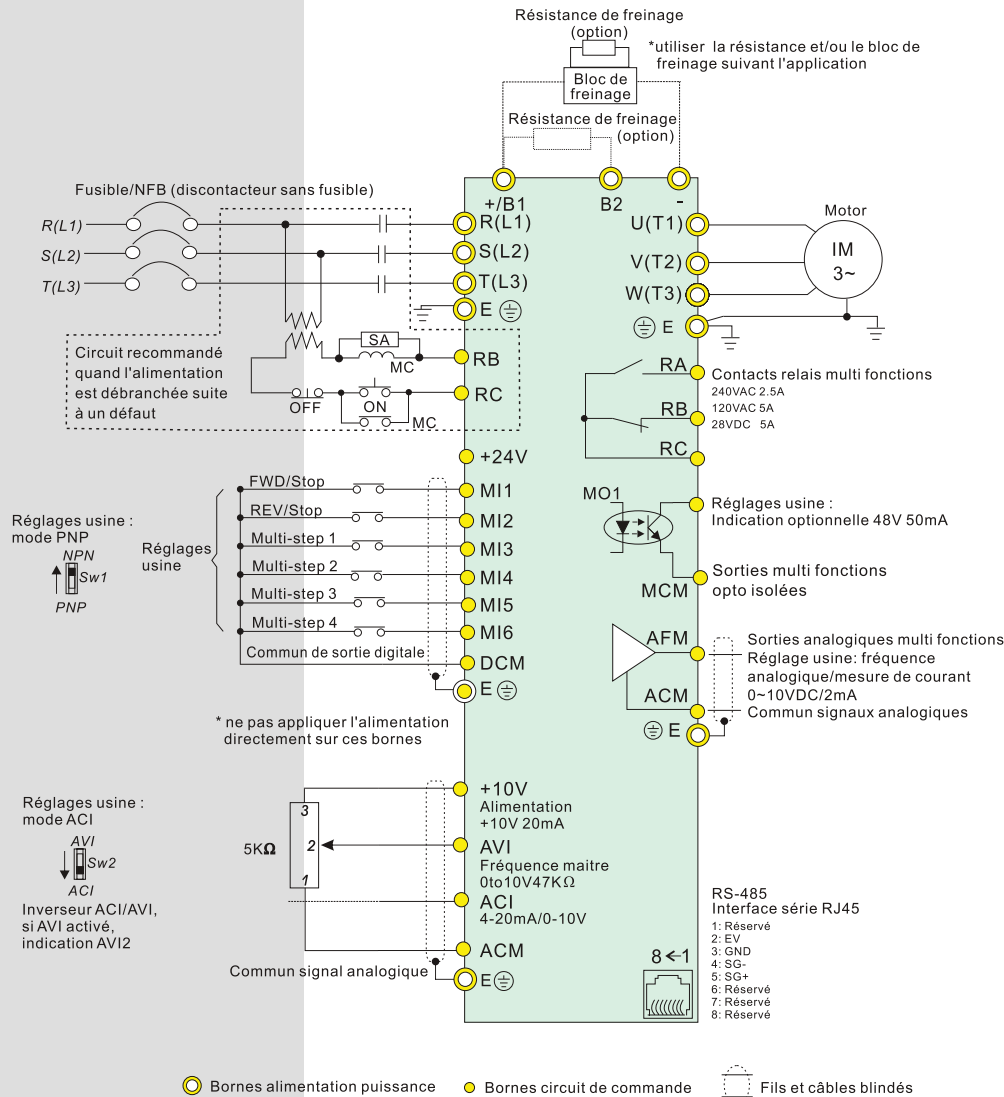 Résistance de freinage
(option)
*utiliser la résistance et/ou le bloc de
freinage suivant l'application
Bloc de
freinage
Résistance de freinage
(option)
Fusible/NFB (discontacteur sans fusible)
+/B1
B2
-
R(L1)
R(L1)
U(T1)
Motor
S(L2)
S(L2)
V(T2)
IM
3~
T(L3)
T(L3)
W(T3)
E
E
Circuit recommandé
quand l'alimentation
est débranchée suite
à un défaut
SA
MC
RB
OFF
ON
MC
RC
RA
Contacts relais multi fonctions
240VAC 2.5A
120VAC 5A
28VDC 5A
RB
RC
+24V
Réglages usine :
mode PNP
NPN
Sw1
PNP
Réglages
usine
FWD/Stop
MI1
REV/Stop
MI2
Multi-step 1
MI3
Multi-step 2
MI4
Multi-step 3
MI5
Multi-step 4
MI6
Commun de sortie digitale
DCM
E
* ne pas appliquer l'alimentation
directement sur ces bornes
MO1
Réglages usine :
Indication optionnelle 48V 50mA
MCM
Sorties multi fonctions
opto isolées
AFM
Sorties analogiques multi fonctions
Réglage usine: fréquence
analogique/mesure de courant
0~10VDC/2mA
ACM
Commun signaux analogiques
E
Réglages usine :
mode ACI
AVI
Sw2
ACI
Inverseur ACI/AVI,
si AVI activé,
indication AVI2
3
5KΩ
2
1
+10V
Alimentation
+10V 20mA
AVI
Fréquence maitre
0to10V47KΩ
ACI
4-20mA/0-10V
ACM
Commun signal analogique
E
8←1
RS-485
Interface série RJ45
1: Réservé
2: EV
3: GND
4: SG-
5: SG+
6: Réservé
7: Réservé
8: Réservé
Bornes alimentation puissance
Bornes circuit de commande
Fils et câbles blindés